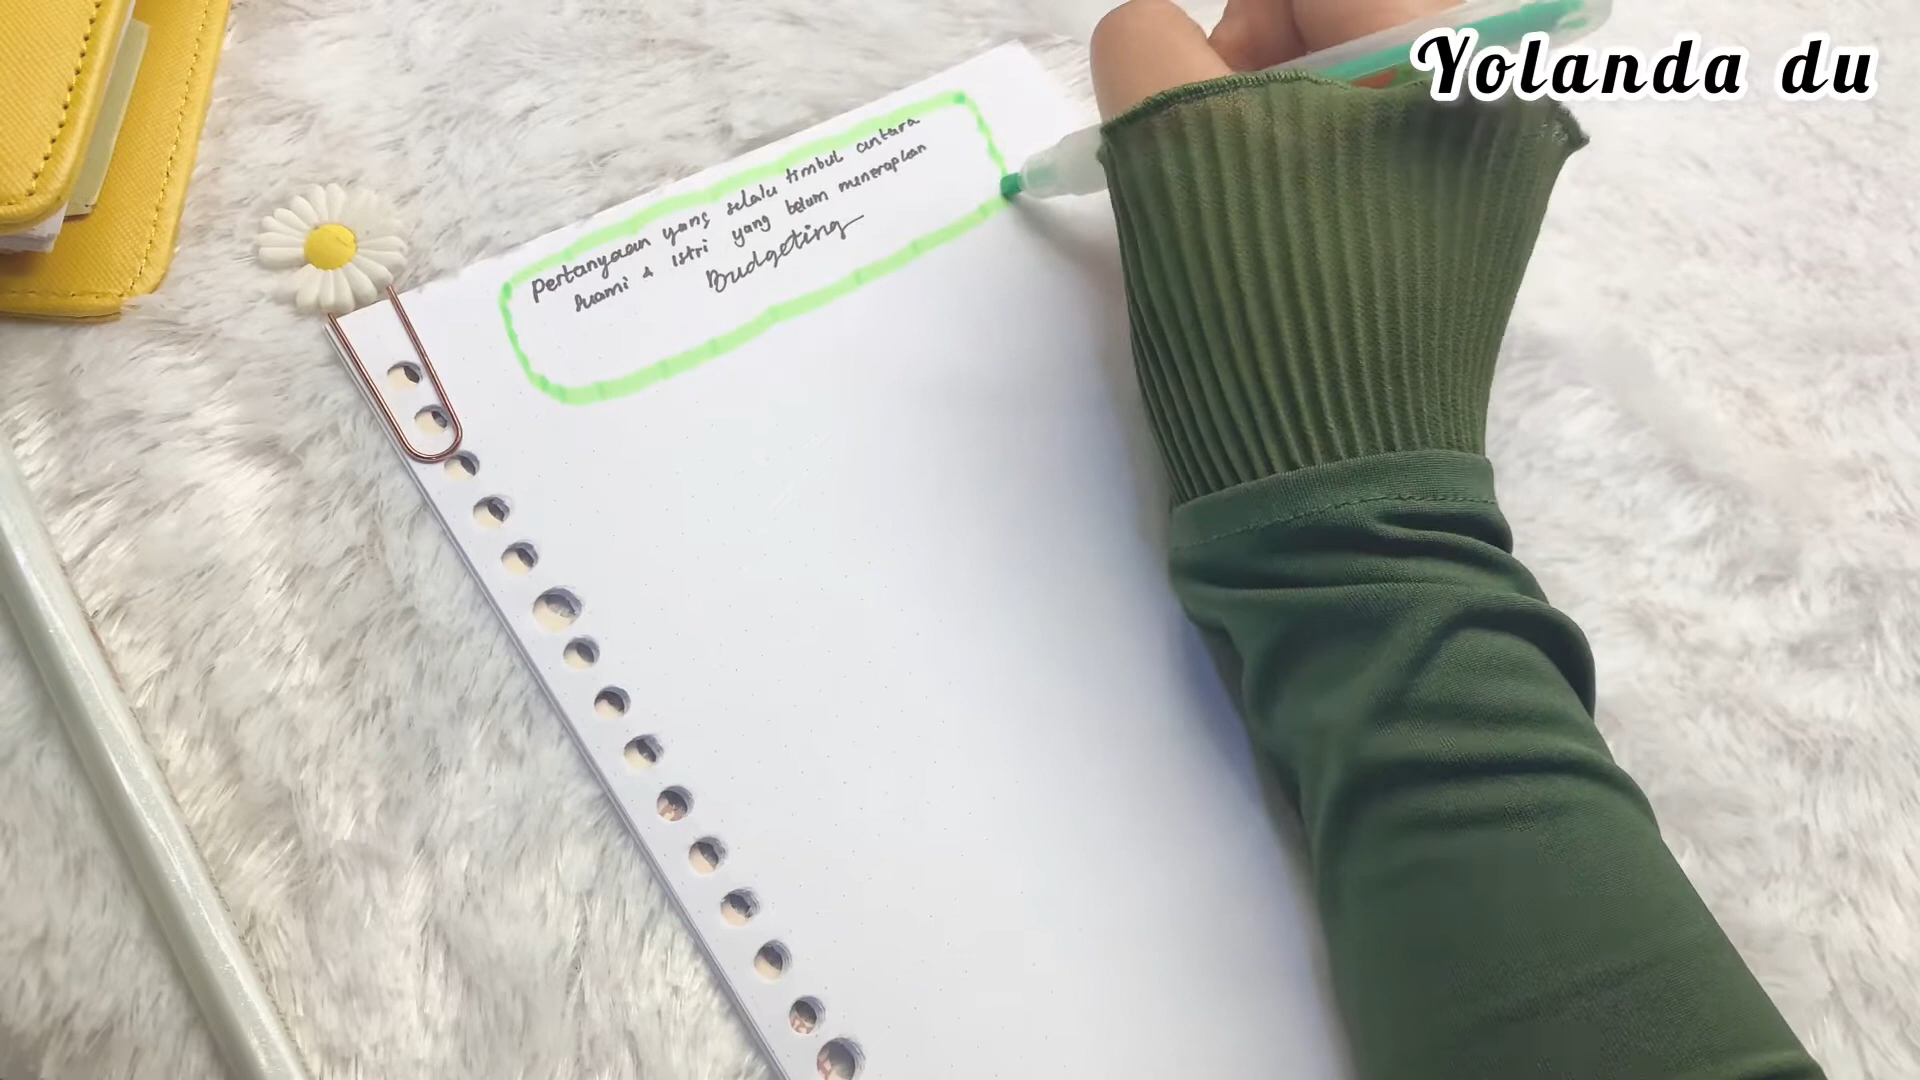 Yolanda du
Pertanyaan yang selalu timbul antara
Suami & Istri yang belum menerapkan
Budgeting